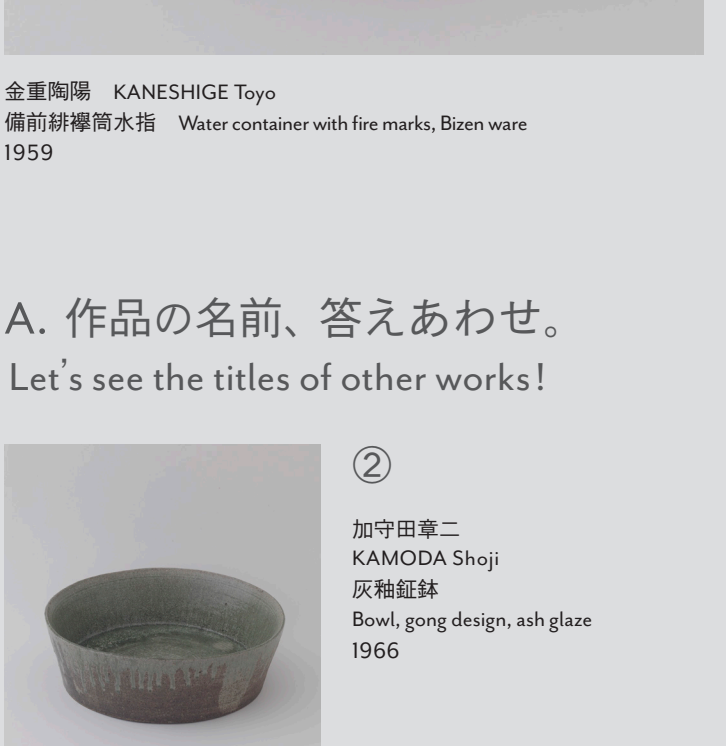 金重陶陽　KANESHIGE Toyo
備前緋襷筒水指　Water container with fire marks, Bizen ware
1959
A. 作品の名前、答えあわせ。
Let's see the titles of other works!
②
加守田章二
KAMODA Shoji
灰釉鉦鉢
Bowl, gong design, ash glaze
1966